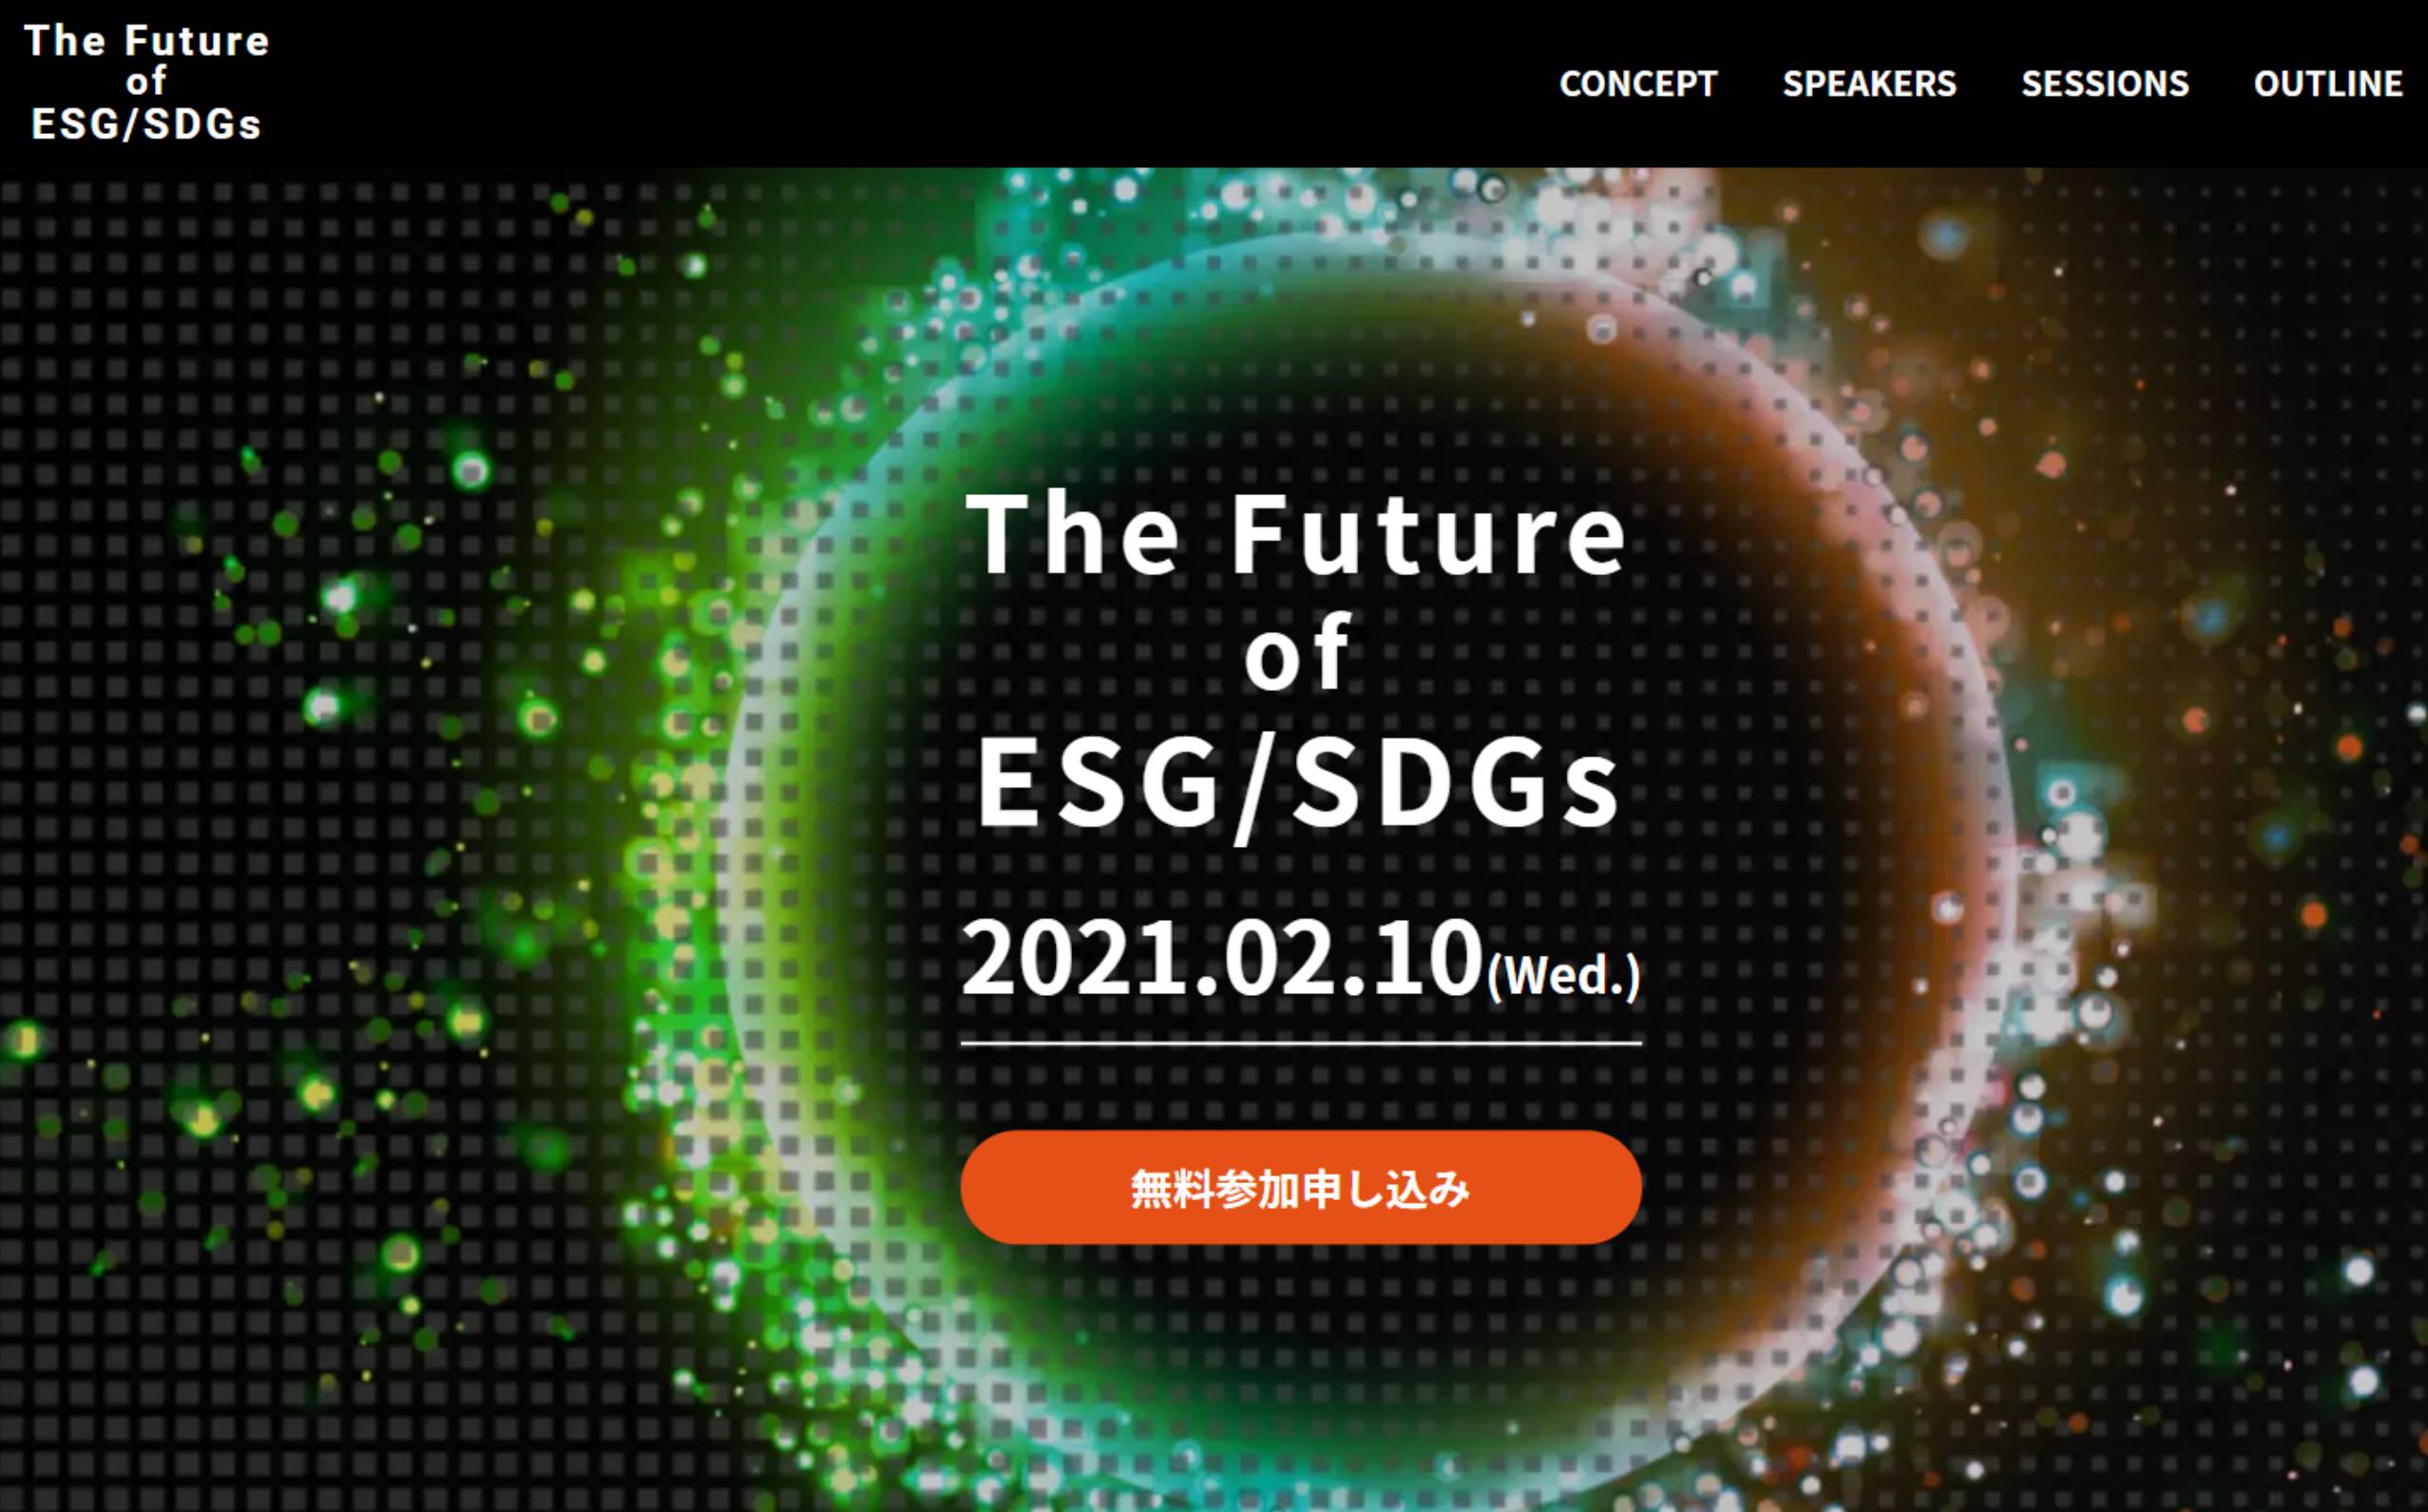 The Future
of
ESG/SDGs
CONCEPT SPEAKERS SESSIONS OUTLINE
The Future
of
ESG/SDGs
2021.02.10(Wed.)
無料参加申し込み